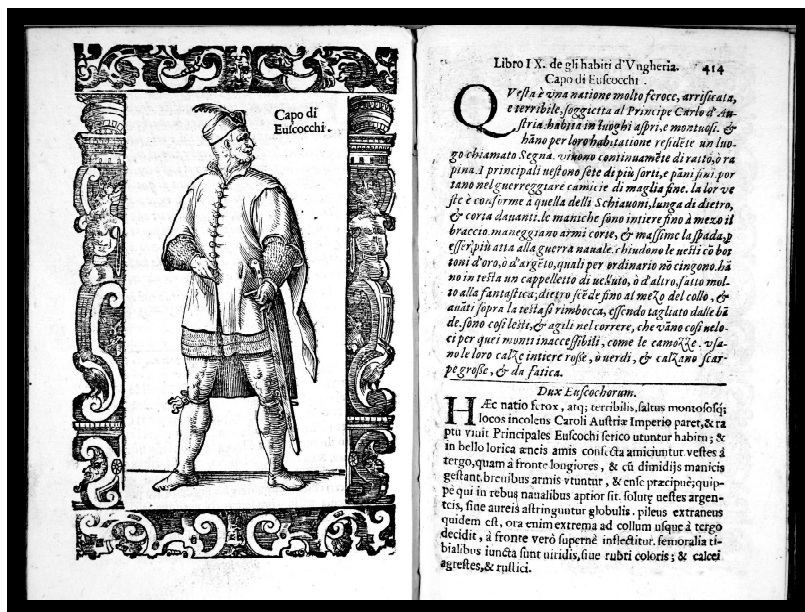 Capo di
Euſcocchi.
Libro IX. de gli habiti d'Vngheria. 414
Capo di Euſcocchi.
QVeſta è vna natione molto feroce, arriſicata,
e terribile, ſoggietta al Principe Carlo d'Au-
ſtria. habita in luoghi aſpri, e montuoſi. &
hāno per loro habitatione reſidēte un luo-
go chiamato Segna. viuono continuamēte di ratto, ò ra
pina. I principali ueſtono ſete di più ſorti, e pāni fini. por
tano nel guerreggiare camicie di maglia fine. la lor ve
ſte è conforme à quella delli Schiauoni, lunga di dietro,
& corta dauanti. le maniche ſono intiere fino à mezo il
braccio. maneggiano armi corte, & maſſime la ſpada, p
eſſer più atta alla guerra nauale. chiudono le ueſti cō bot
toni d'oro, ò d'argēto, quali per ordinario nō cingono. hā
no in teſta un cappelletto di uelluto, ò d'altro, fatto mol-
to alla fantaſtica; dietro ſcēde fino al mezo del collo, &
auāti ſopra la teſta ſi rimbocca, eſſendo tagliato dalle bā
de. ſono coſi leſti, & agili nel correre, che vāno coſi uelo-
ci per quei monti inacceſſibili, come le camozze. vſa-
no le loro calze intiere roſſe, ò uerdi, & calzano ſcar-
pe groſſe, & da fatica.
Dux Euſcochorum.
HÆc natio ferox, atq; terribilis, ſaltus montoſosq;
locos incolens Caroli Auſtriæ Imperio paret, & ra
ptu viuit Principales Euſcochi ſerico utuntur habitu; &
in bello lorica æneis amis confecta amiciuntur. veſtes à
tergo, quam à fronte longiores, & cū dimidijs manicis
geſtant. breuibus armis vtuntur, & enſe præcipuè; quip-
pe qui in rebus naualibus aptior ſit. ſolutę ueſtes argen-
teis, ſiue aureis aſtringuntur globulis. pileus extraneus
quidem eſt, ora enim extrema ad collum uſque à tergo
decidit, à fronte verò ſupernè inflectitur. femoralia ti-
bialibus iuncta ſunt uiridis, ſiue rubri coloris; & calcei
agreſtes, & ruſtici.